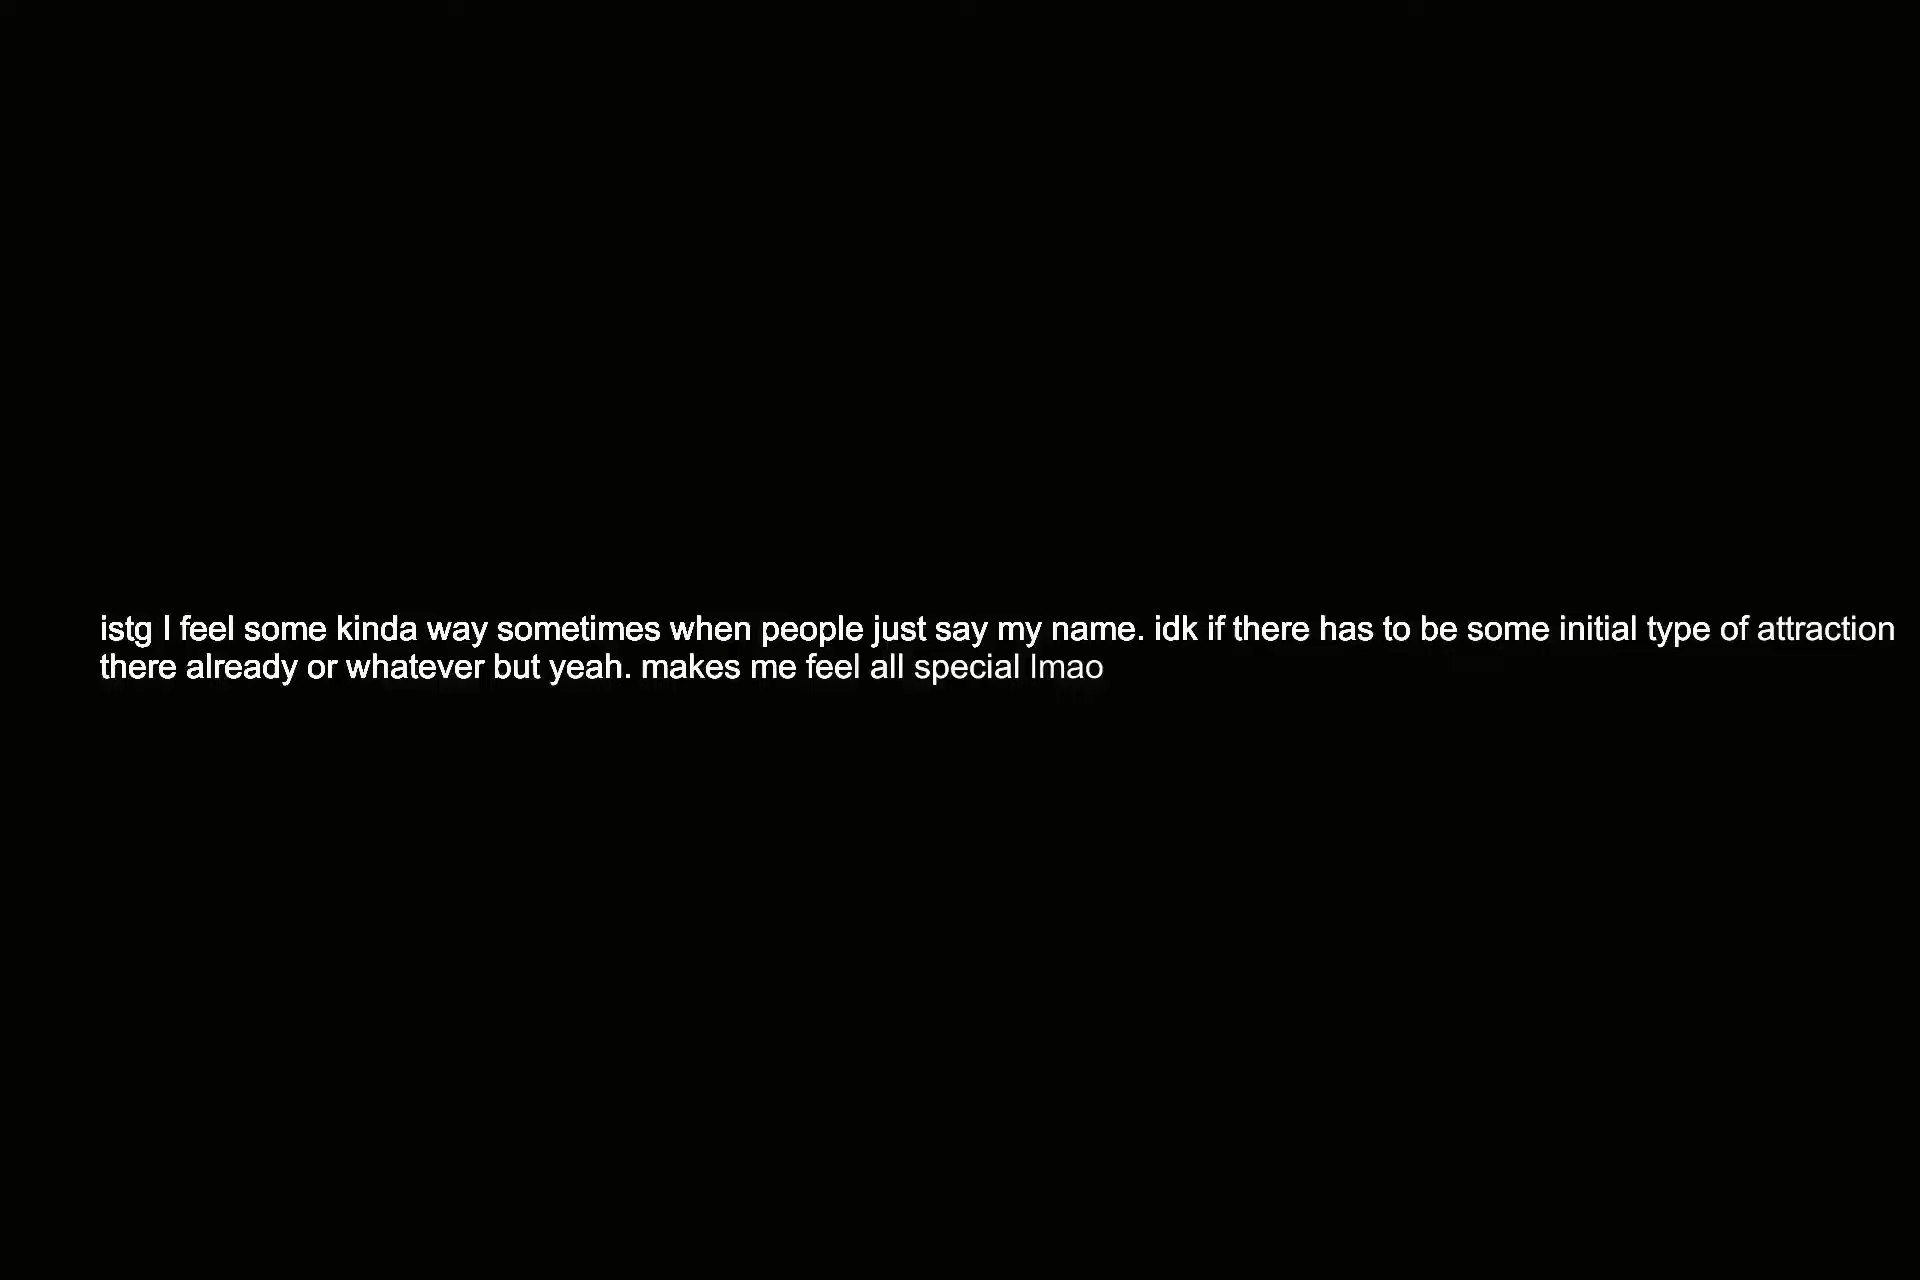 istg I feel some kinda way sometimes when people just say my name. idk if there has to be some initial type of attraction
there already or whatever but yeah. makes me feel all special lmao